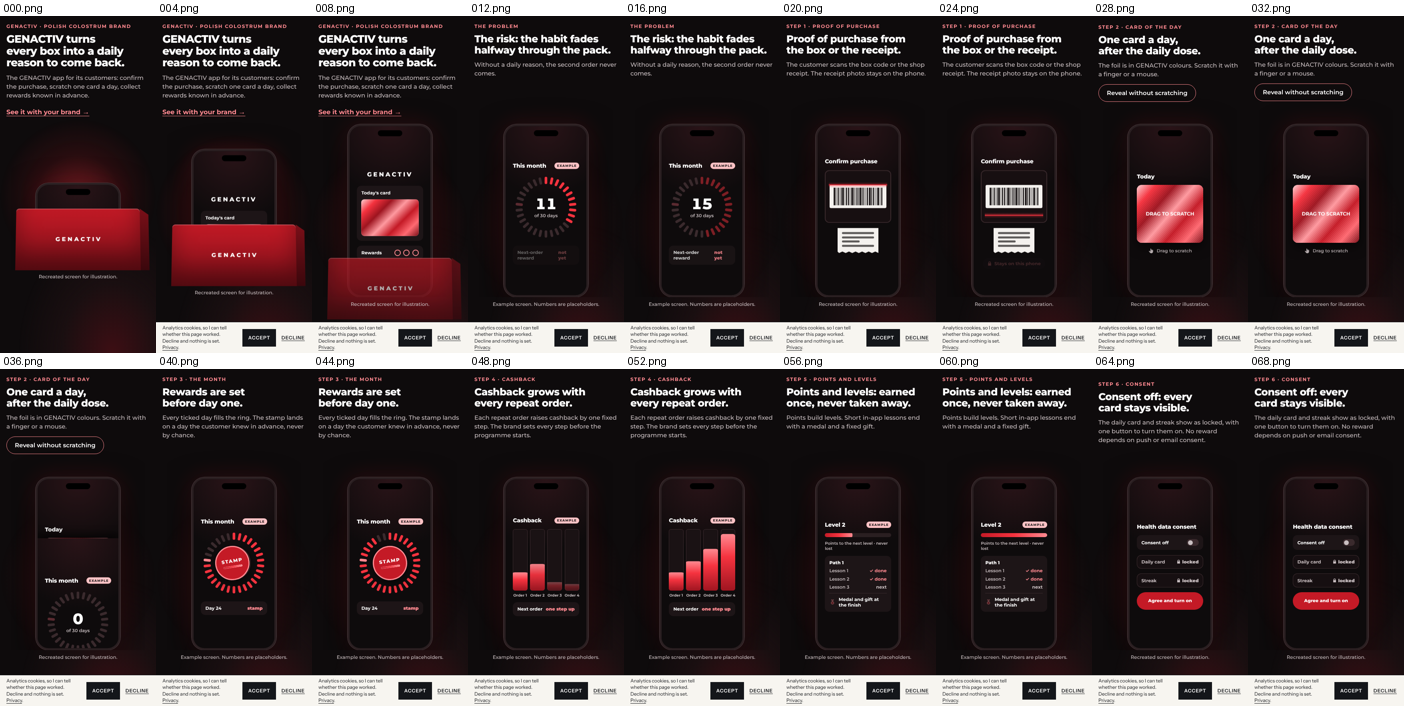 000.png
GENACTIV · POLISH COLOSTRUM BRAND
GENACTIV turns
every box into a daily
reason to come back.
The GENACTIV app for its customers: confirm
the purchase, scratch one card a day, collect
rewards known in advance.
See it with your brand →
GENACTIV
Recreated screen for illustration.
004.png
GENACTIV · POLISH COLOSTRUM BRAND
GENACTIV turns
every box into a daily
reason to come back.
The GENACTIV app for its customers: confirm
the purchase, scratch one card a day, collect
rewards known in advance.
See it with your brand →
GENACTIV
Today's card
GENACTIV
Recreated screen for illustration.
Analytics cookies, so I can tell
whether this page worked.
Decline and nothing is set.
Privacy.
ACCEPT
DECLINE
008.png
GENACTIV · POLISH COLOSTRUM BRAND
GENACTIV turns
every box into a daily
reason to come back.
The GENACTIV app for its customers: confirm
the purchase, scratch one card a day, collect
rewards known in advance.
See it with your brand →
GENACTIV
Today's card
Rewards
GENACTIV
Recreated screen for illustration.
Analytics cookies, so I can tell
whether this page worked.
Decline and nothing is set.
Privacy.
ACCEPT
DECLINE
012.png
THE PROBLEM
The risk: the habit fades
halfway through the pack.
Without a daily reason, the second order never
comes.
This month
EXAMPLE
11
of 30 days
Next-order
reward
not
yet
Example screen. Numbers are placeholders.
Analytics cookies, so I can tell
whether this page worked.
Decline and nothing is set.
Privacy.
ACCEPT
DECLINE
016.png
THE PROBLEM
The risk: the habit fades
halfway through the pack.
Without a daily reason, the second order never
comes.
This month
EXAMPLE
15
of 30 days
Next-order
reward
not
yet
Example screen. Numbers are placeholders.
Analytics cookies, so I can tell
whether this page worked.
Decline and nothing is set.
Privacy.
ACCEPT
DECLINE
020.png
STEP 1 · PROOF OF PURCHASE
Proof of purchase from
the box or the receipt.
The customer scans the box code or the shop
receipt. The receipt photo stays on the phone.
Confirm purchase
Recreated screen for illustration.
Analytics cookies, so I can tell
whether this page worked.
Decline and nothing is set.
Privacy.
ACCEPT
DECLINE
024.png
STEP 1 · PROOF OF PURCHASE
Proof of purchase from
the box or the receipt.
The customer scans the box code or the shop
receipt. The receipt photo stays on the phone.
Confirm purchase
Stays on this phone
Recreated screen for illustration.
Analytics cookies, so I can tell
whether this page worked.
Decline and nothing is set.
Privacy.
ACCEPT
DECLINE
028.png
STEP 2 · CARD OF THE DAY
One card a day,
after the daily dose.
The foil is in GENACTIV colours. Scratch it with
a finger or a mouse.
Reveal without scratching
Today
DRAG TO SCRATCH
Drag to scratch
Recreated screen for illustration.
Analytics cookies, so I can tell
whether this page worked.
Decline and nothing is set.
Privacy.
ACCEPT
DECLINE
032.png
STEP 2 · CARD OF THE DAY
One card a day,
after the daily dose.
The foil is in GENACTIV colours. Scratch it with
a finger or a mouse.
Reveal without scratching
Today
DRAG TO SCRATCH
Drag to scratch
Recreated screen for illustration.
Analytics cookies, so I can tell
whether this page worked.
Decline and nothing is set.
Privacy.
ACCEPT
DECLINE
036.png
STEP 2 · CARD OF THE DAY
One card a day,
after the daily dose.
The foil is in GENACTIV colours. Scratch it with
a finger or a mouse.
Reveal without scratching
Today
This month
EXAMPLE
0
of 30 days
Recreated screen for illustration.
Analytics cookies, so I can tell
whether this page worked.
Decline and nothing is set.
Privacy.
ACCEPT
DECLINE
040.png
STEP 3 · THE MONTH
Rewards are set
before day one.
Every ticked day fills the ring. The stamp lands
on a day the customer knew in advance, never
by chance.
This month
EXAMPLE
STAMP
Day 24
stamp
Example screen. Numbers are placeholders.
Analytics cookies, so I can tell
whether this page worked.
Decline and nothing is set.
Privacy.
ACCEPT
DECLINE
044.png
STEP 3 · THE MONTH
Rewards are set
before day one.
Every ticked day fills the ring. The stamp lands
on a day the customer knew in advance, never
by chance.
This month
EXAMPLE
STAMP
Day 24
stamp
Example screen. Numbers are placeholders.
Analytics cookies, so I can tell
whether this page worked.
Decline and nothing is set.
Privacy.
ACCEPT
DECLINE
048.png
STEP 4 · CASHBACK
Cashback grows with
every repeat order.
Each repeat order raises cashback by one fixed
step. The brand sets every step before the
programme starts.
Cashback
EXAMPLE
Order 1 Order 2 Order 3 Order 4
Next order
one step up
Example screen. Numbers are placeholders.
Analytics cookies, so I can tell
whether this page worked.
Decline and nothing is set.
Privacy.
ACCEPT
DECLINE
052.png
STEP 4 · CASHBACK
Cashback grows with
every repeat order.
Each repeat order raises cashback by one fixed
step. The brand sets every step before the
programme starts.
Cashback
EXAMPLE
Order 1 Order 2 Order 3 Order 4
Next order
one step up
Example screen. Numbers are placeholders.
Analytics cookies, so I can tell
whether this page worked.
Decline and nothing is set.
Privacy.
ACCEPT
DECLINE
056.png
STEP 5 · POINTS AND LEVELS
Points and levels: earned
once, never taken away.
Points build levels. Short in-app lessons end
with a medal and a fixed gift.
Level 2
EXAMPLE
Points to the next level · never
lost
Path 1
Lesson 1 ✓ done
Lesson 2 ✓ done
Lesson 3 next
Medal and gift at
the finish
Example screen. Numbers are placeholders.
Analytics cookies, so I can tell
whether this page worked.
Decline and nothing is set.
Privacy.
ACCEPT
DECLINE
060.png
STEP 5 · POINTS AND LEVELS
Points and levels: earned
once, never taken away.
Points build levels. Short in-app lessons end
with a medal and a fixed gift.
Level 2
EXAMPLE
Points to the next level · never
lost
Path 1
Lesson 1 ✓ done
Lesson 2 ✓ done
Lesson 3 next
Medal and gift at
the finish
Example screen. Numbers are placeholders.
Analytics cookies, so I can tell
whether this page worked.
Decline and nothing is set.
Privacy.
ACCEPT
DECLINE
064.png
STEP 6 · CONSENT
Consent off: every
card stays visible.
The daily card and streak show as locked, with
one button to turn them on. No reward
depends on push or email consent.
Health data consent
Consent off
Daily card locked
Streak locked
Agree and turn on
Recreated screen for illustration.
Analytics cookies, so I can tell
whether this page worked.
Decline and nothing is set.
Privacy.
ACCEPT
DECLINE
068.png
STEP 6 · CONSENT
Consent off: every
card stays visible.
The daily card and streak show as locked, with
one button to turn them on. No reward
depends on push or email consent.
Health data consent
Consent off
Daily card locked
Streak locked
Agree and turn on
Recreated screen for illustration.
Analytics cookies, so I can tell
whether this page worked.
Decline and nothing is set.
Privacy.
ACCEPT
DECLINE